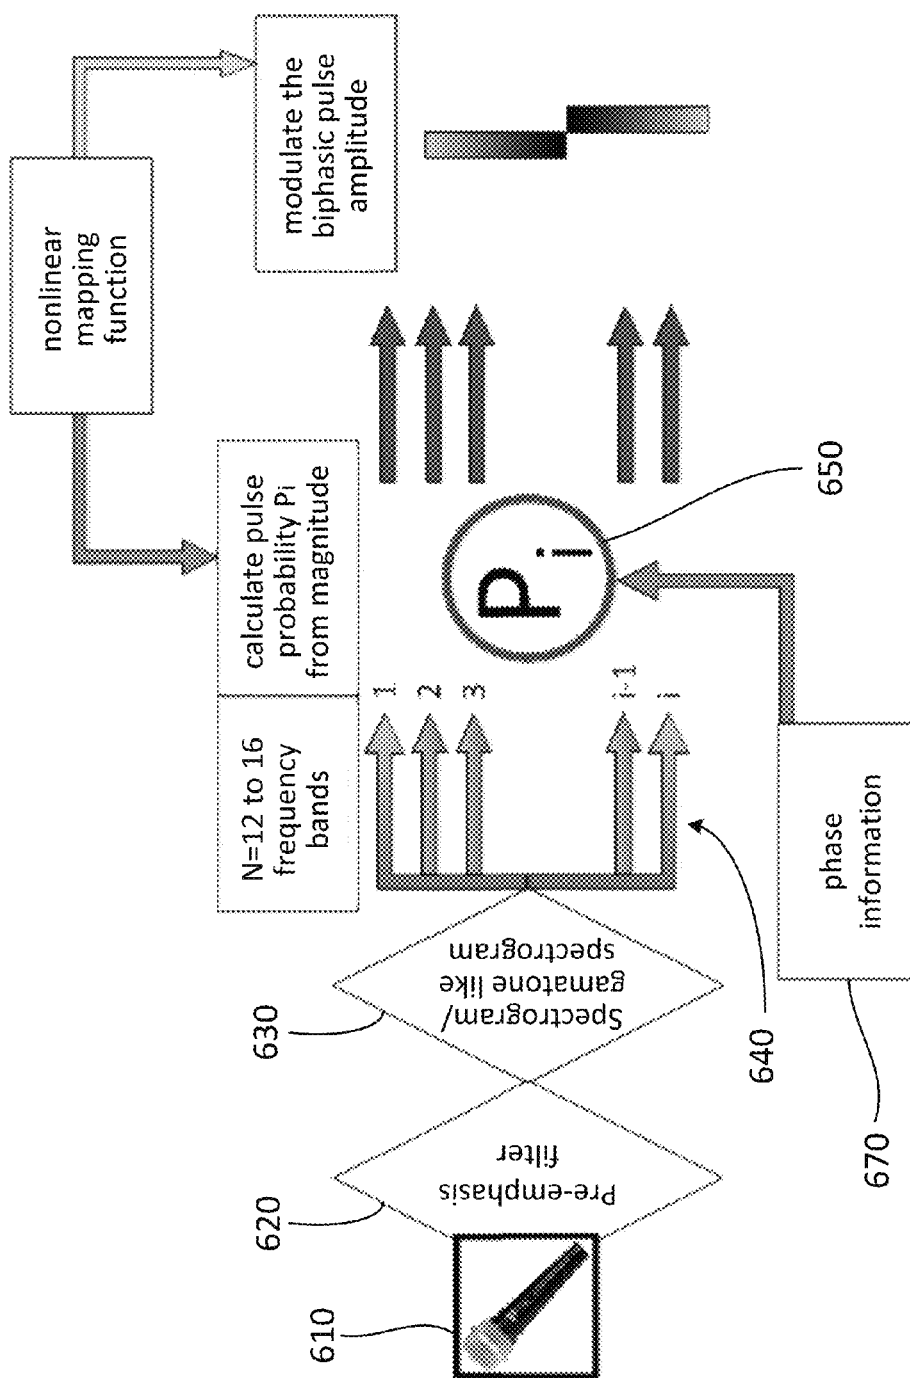 nonlinear
mapping
function
modulate the
biphasic pulse
amplitude
N=12 to 16
frequency
bands
calculate pulse
probability Pi
from magnitude
1
2
3
i-1
i
Pi
650
610
620
Pre-emphasis
filter
630
Spectrogram/
gamatone like
spectrogram
640
670
phase
information